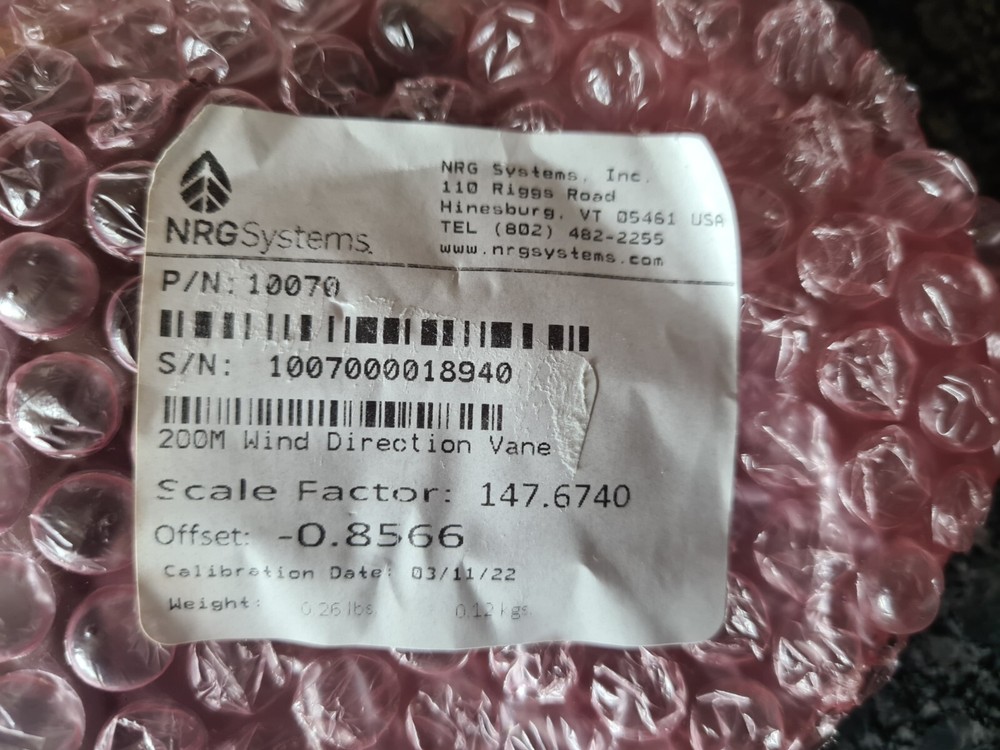 NRG Systems, Inc.
110 Riggs Road
Hinesburg, VT 05461 USA
TEL (802) 482-2255
www.nrgsystems.com
NRGSystems
P/N: 10070
S/N: 1007000018940
200M Wind Direction Vane
Scale Factor: 147.6740
Offset: -0.8566
Calibration Date: 03/11/22
Weight: 0.26 lbs. 0.12 kgs.